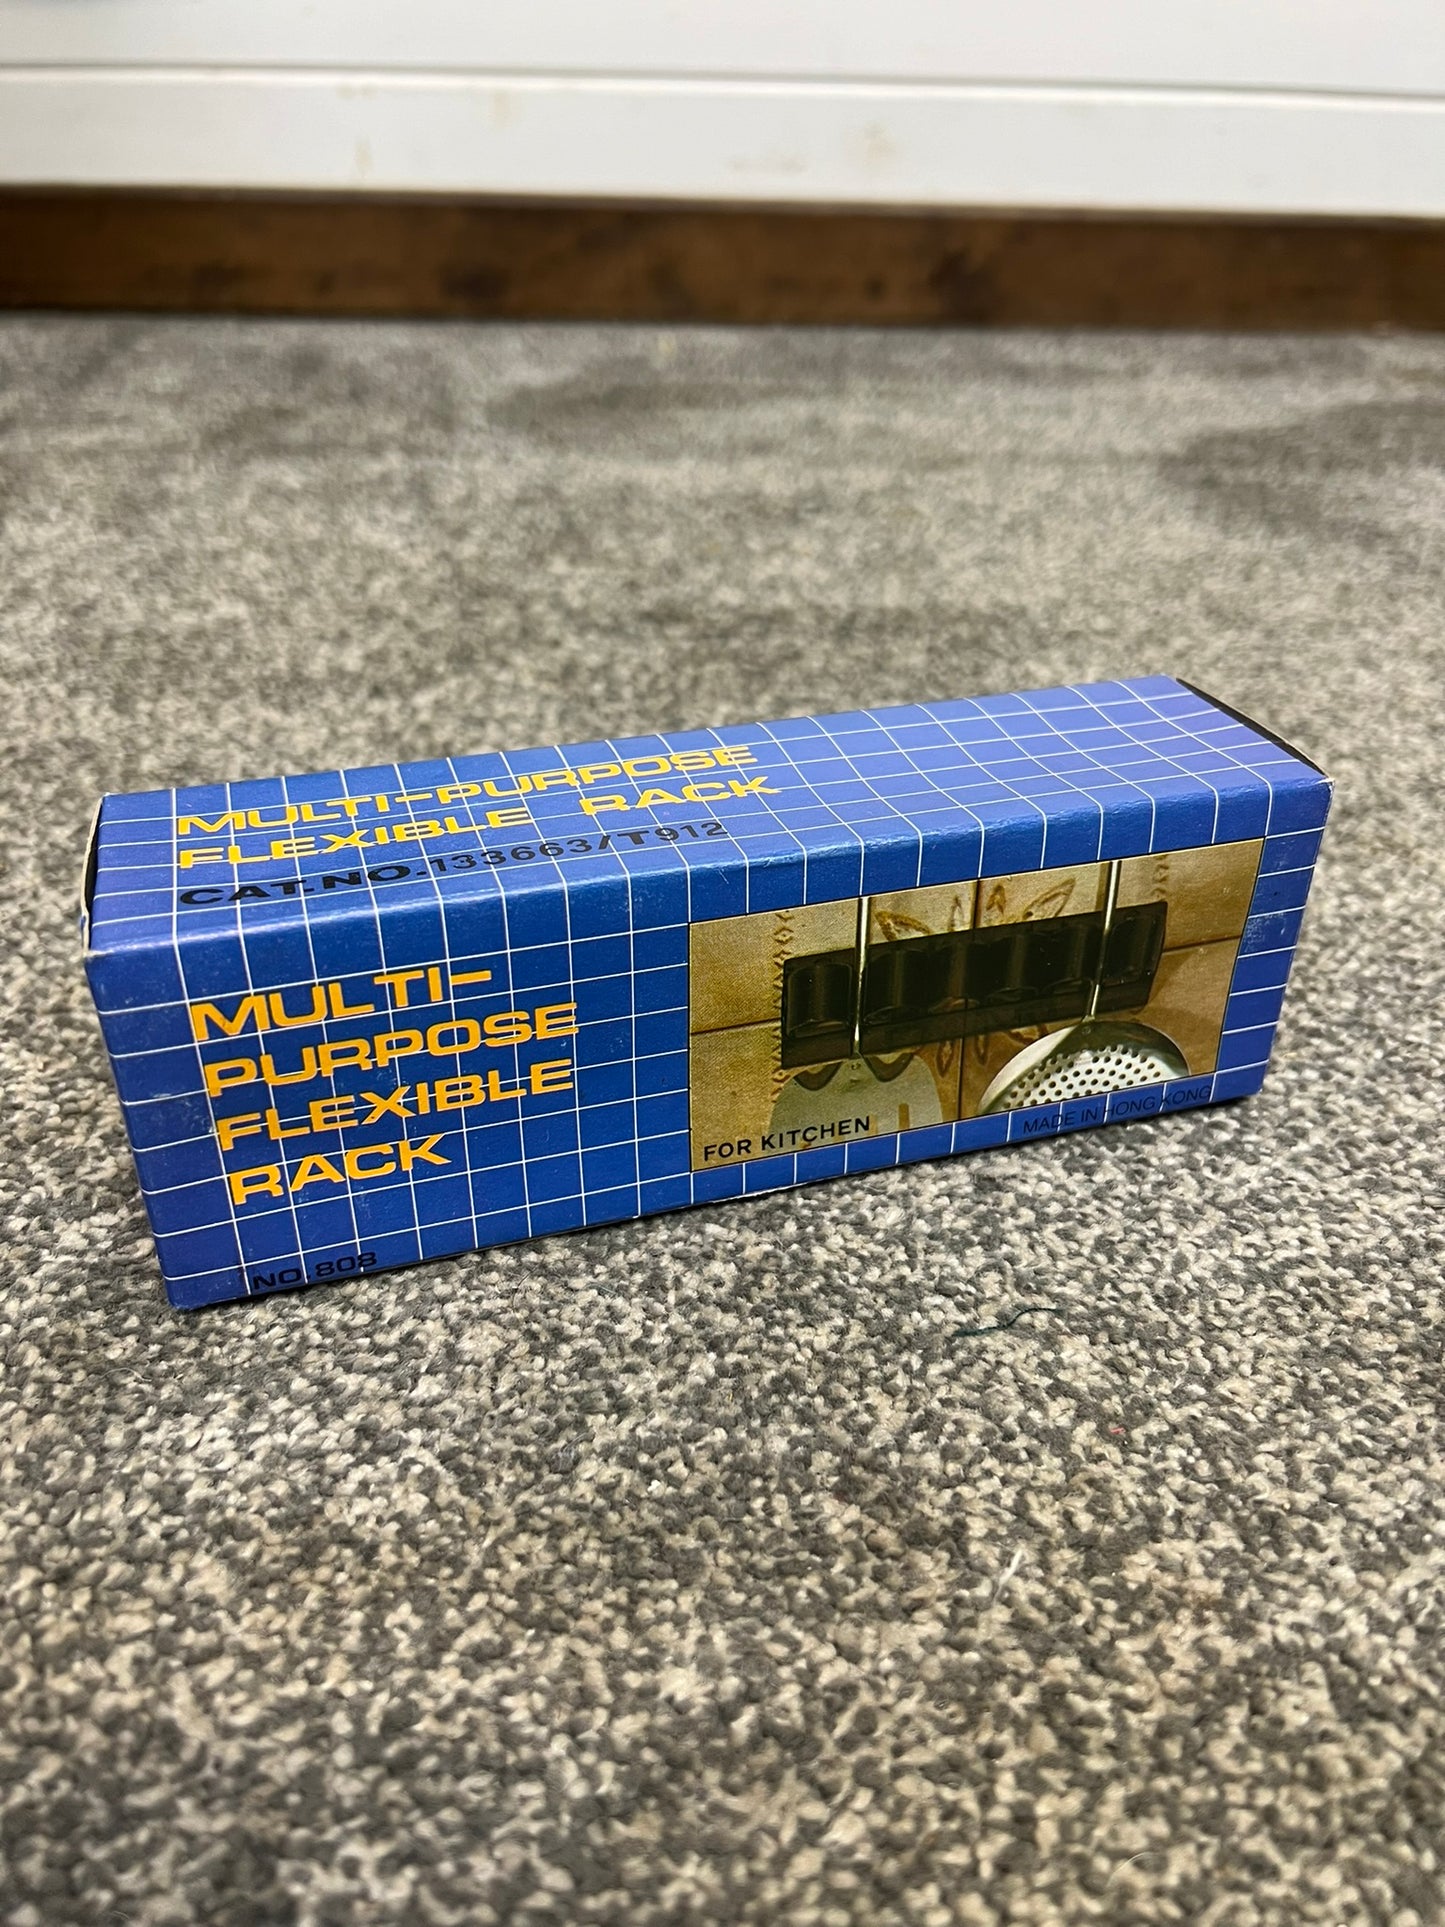 MULTI-PURPOSE
FLEXIBLE RACK
CAT.NO.133663/T912
MULTI-
PURPOSE
FLEXIBLE
RACK
NO.808
FOR KITCHEN
MADE IN HONG KONG